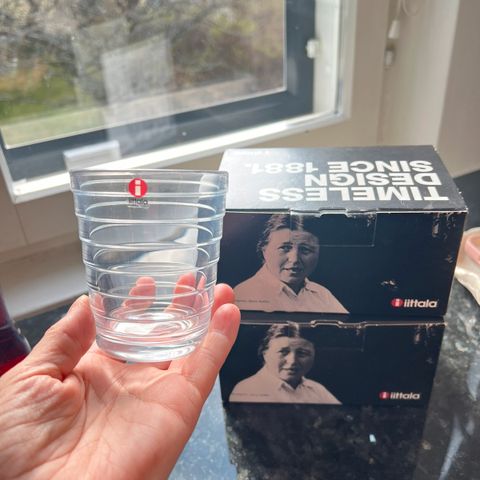 i
iittala
TIMELESS
DESIGN
SINCE 1881.
i iittala
i iittala